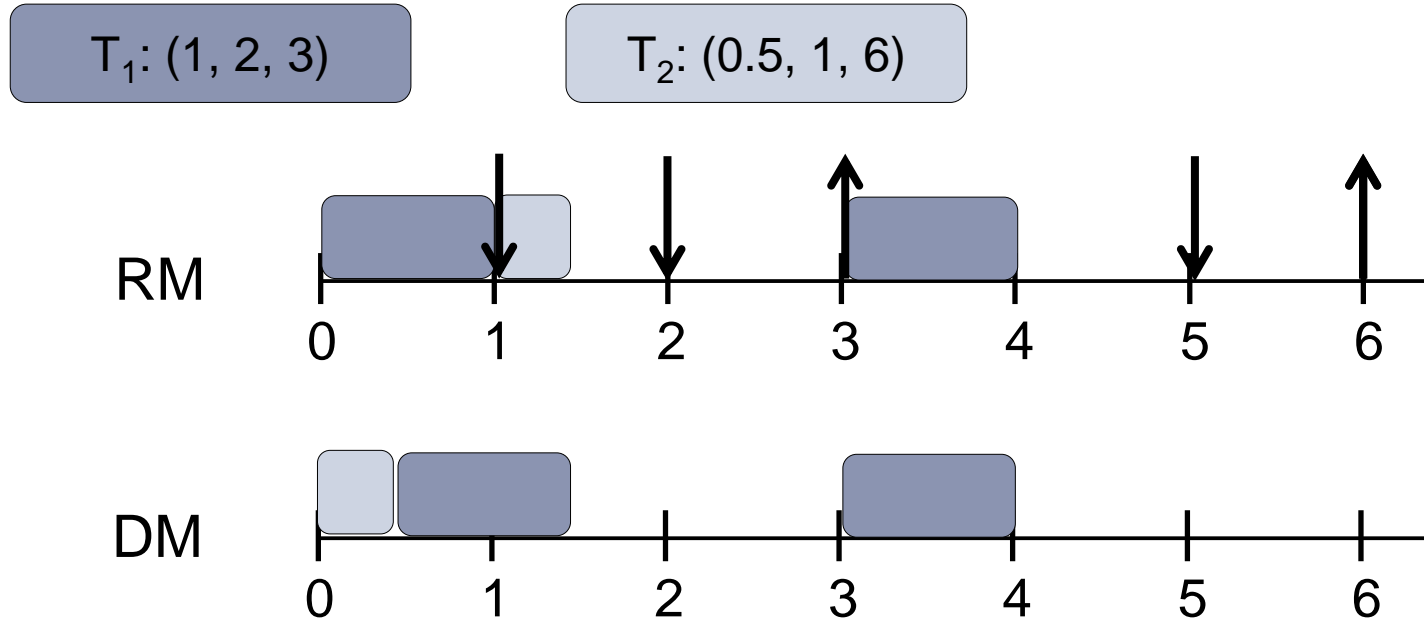 T₁: (1, 2, 3) T₂: (0.5, 1, 6)
RM
0 1 2 3 4 5 6
DM
0 1 2 3 4 5 6